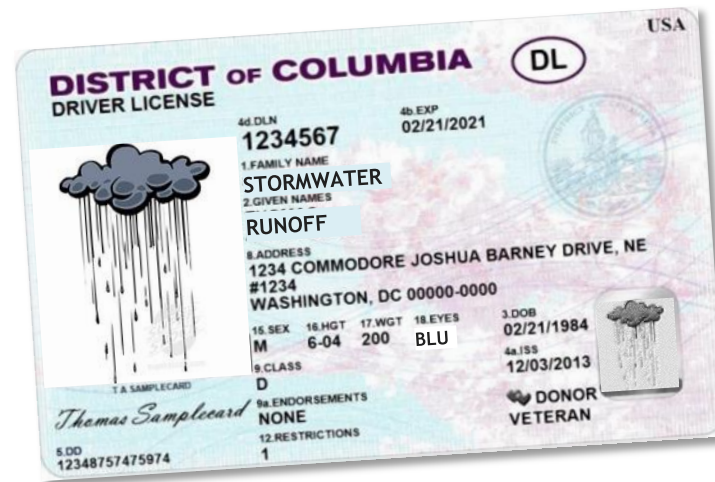 USA
DISTRICT OF COLUMBIA
DL
DRIVER LICENSE
4d.DLN
1234567
4b.EXP
02/21/2021
1.FAMILY NAME
STORMWATER
2.GIVEN NAMES
RUNOFF
8.ADDRESS
1234 COMMODORE JOSHUA BARNEY DRIVE, NE
#1234
WASHINGTON, DC 00000-0000
15.SEX 16.HGT 17.WGT 18.EYES
M 6-04 200 BLU
3.DOB
02/21/1984
4a.ISS
12/03/2013
9.CLASS
D
T A SAMPLECARD
Thomas Samplecard
9a.ENDORSEMENTS
NONE
DONOR
VETERAN
12.RESTRICTIONS
1
5.DD
12348757475974